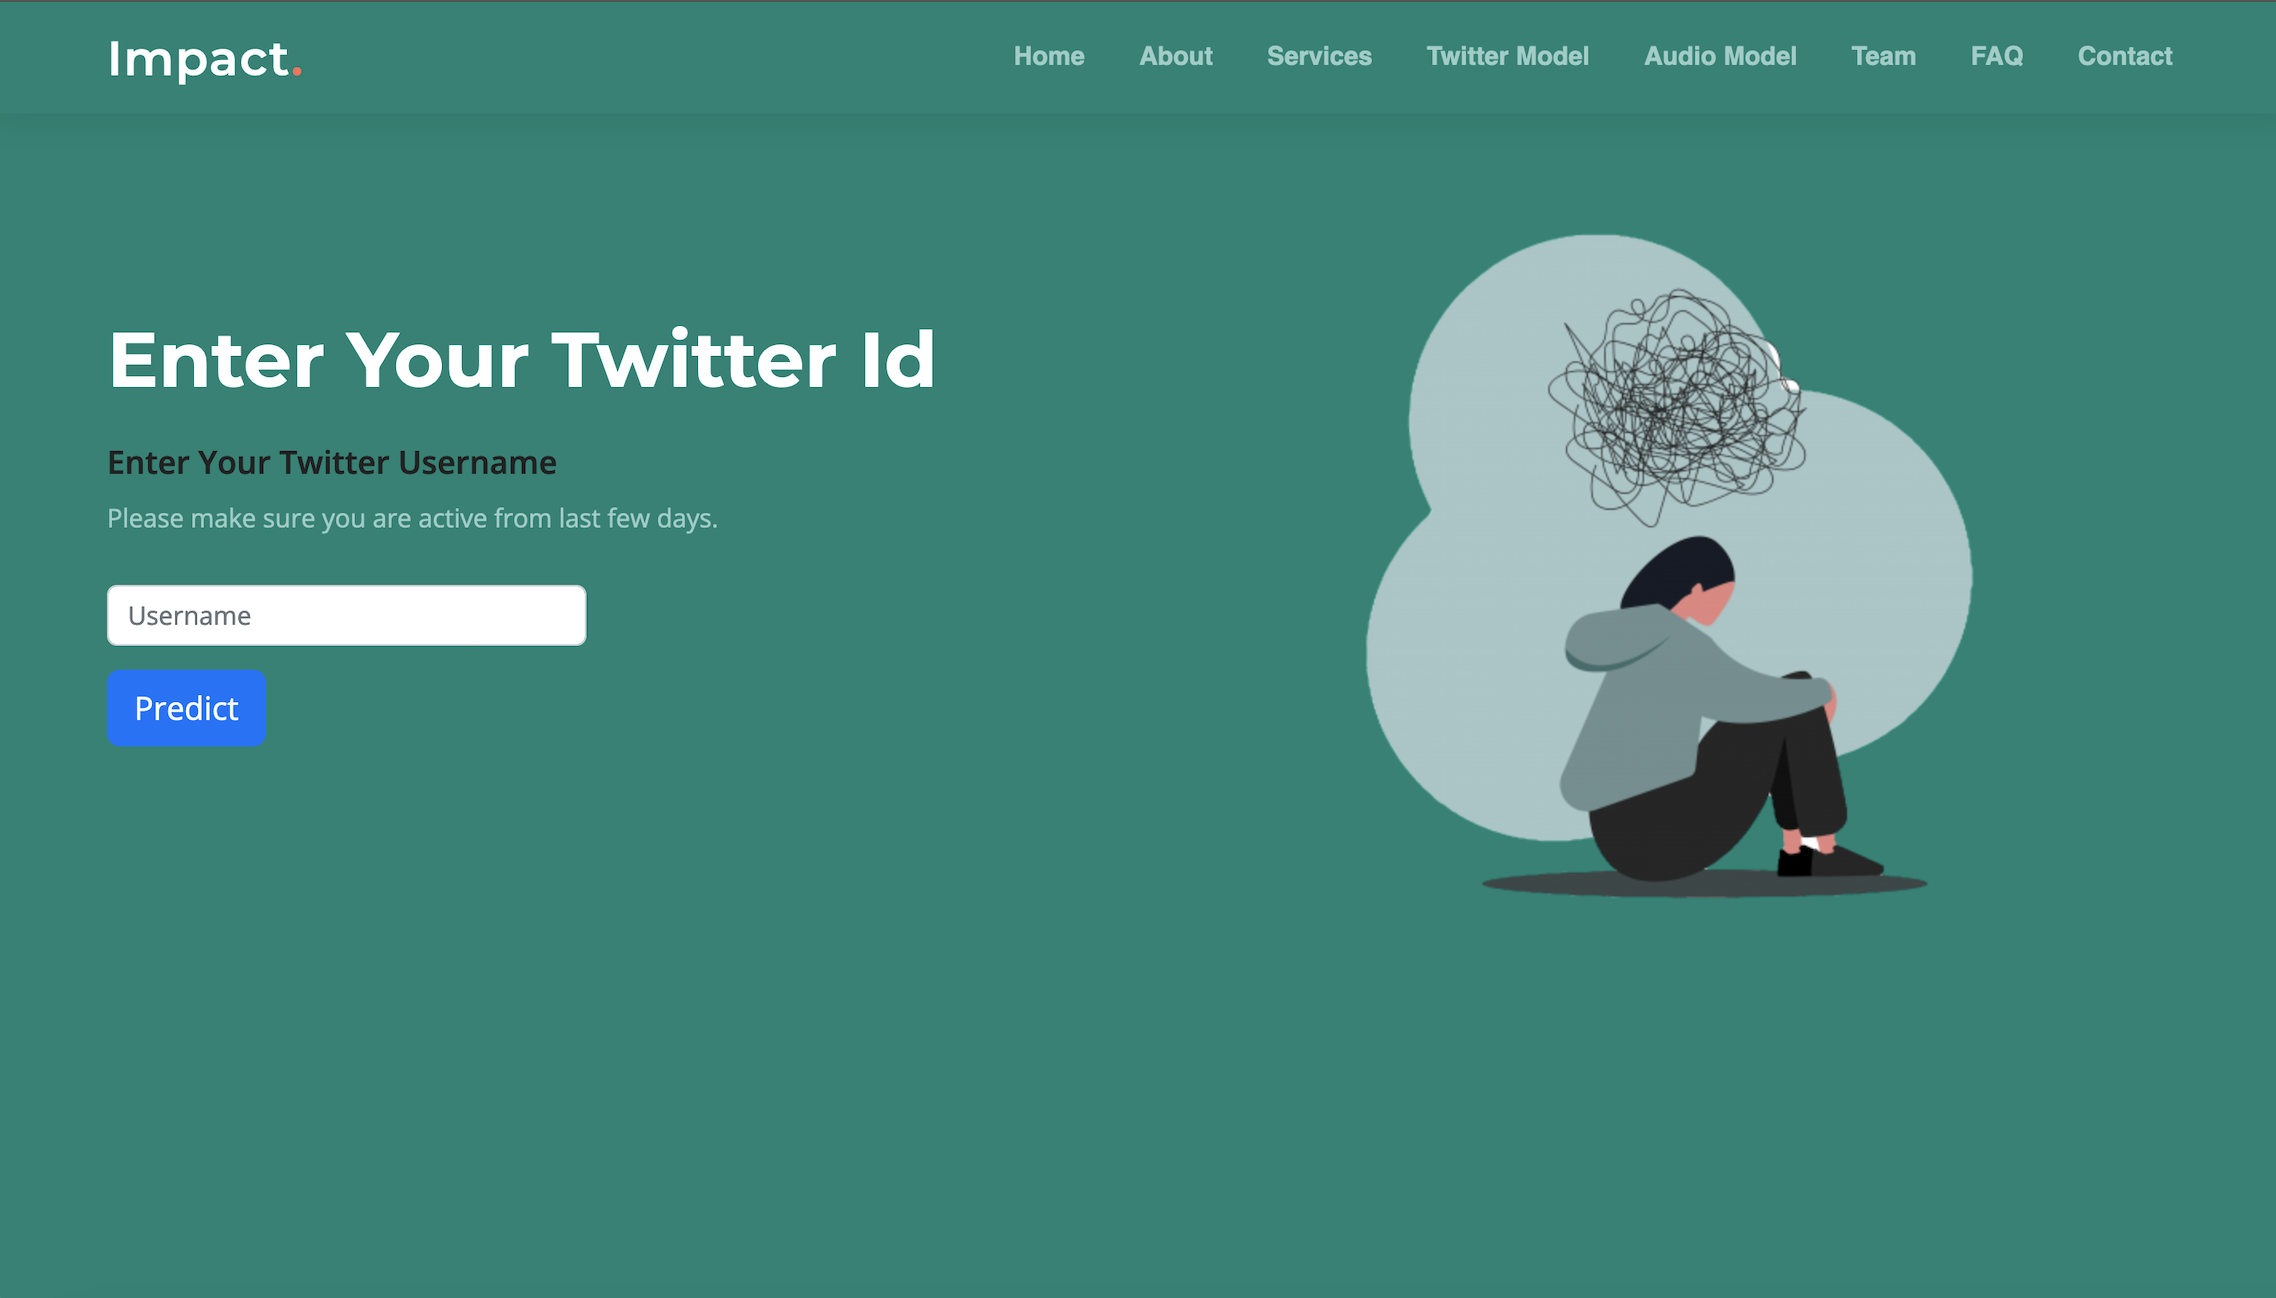 Impact.
Home About Services Twitter Model Audio Model Team FAQ Contact
Enter Your Twitter Id
Enter Your Twitter Username
Please make sure you are active from last few days.
Username
Predict